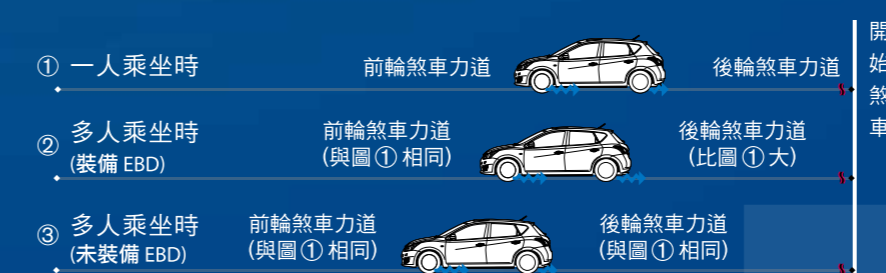 ① 一人乘坐時 前輪煞車力道 後輪煞車力道
② 多人乘坐時
(裝備 EBD)
前輪煞車力道
(與圖①相同)
後輪煞車力道
(比圖①大)
③ 多人乘坐時
(未裝備 EBD)
前輪煞車力道
(與圖①相同)
後輪煞車力道
(與圖①相同)
開
始
煞
車